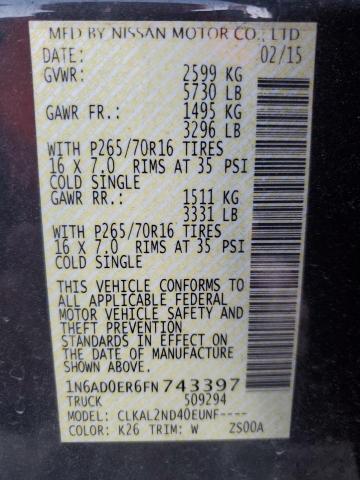 MFD BY NISSAN MOTOR CO., LTD
DATE: 02/15
GVWR: 2599 KG
5730 LB
GAWR FR.: 1495 KG
3296 LB
WITH P265/70R16 TIRES
16 X 7.0 RIMS AT 35 PSI
COLD SINGLE
GAWR RR.: 1511 KG
3331 LB
WITH P265/70R16 TIRES
16 X 7.0 RIMS AT 35 PSI
COLD SINGLE
THIS VEHICLE CONFORMS TO
ALL APPLICABLE FEDERAL
MOTOR VEHICLE SAFETY AND
THEFT PREVENTION
STANDARDS IN EFFECT ON
THE DATE OF MANUFACTURE
SHOWN ABOVE.
1N6AD0ER6FN743397
TRUCK 509294
MODEL: CLKAL2ND40EUNF----
COLOR: K26 TRIM: W ZS00A